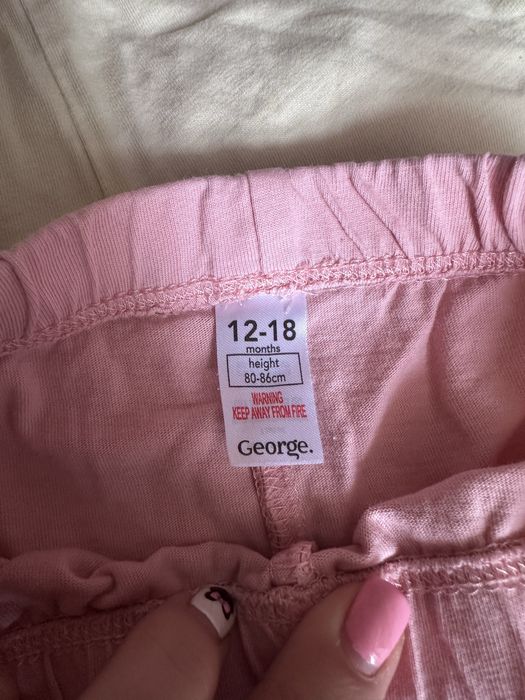 12-18
months
height
80-86cm
WARNING
KEEP AWAY FROM FIRE
George.